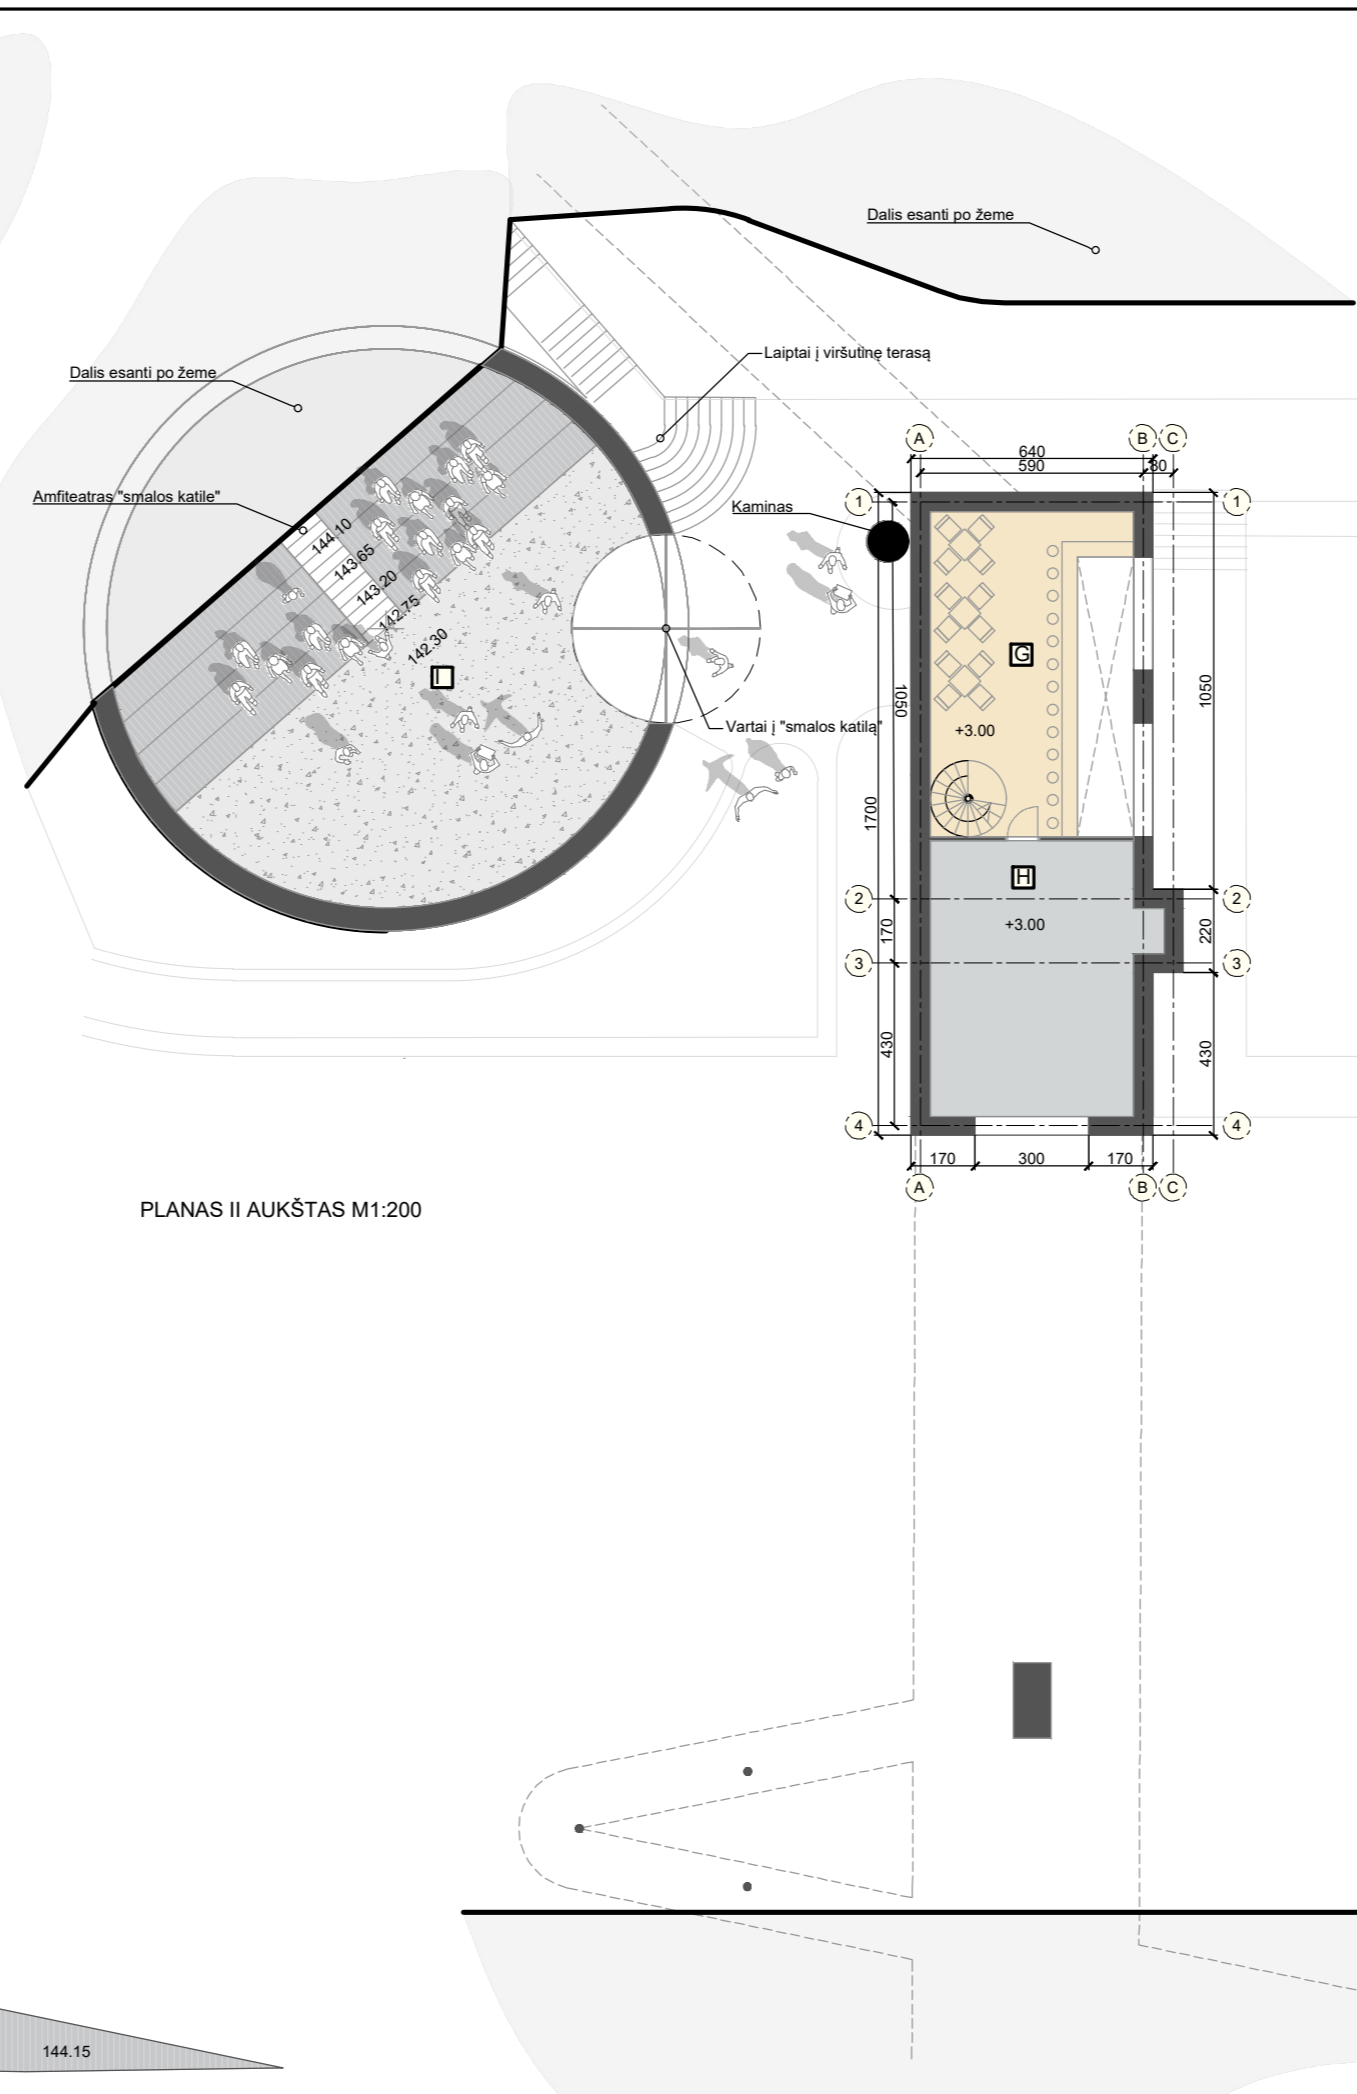 Dalis esanti po žeme
Laiptai į viršutinę terasą
Dalis esanti po žeme
A
B
C
640
590
80
Amfiteatras "smalos katile"
Kaminas
1
1
144.10
143.65
143.20
142.75
142.30
I
G
1050
1050
Vartai į "smalos katilą"
+3.00
1700
H
2
2
+3.00
170
220
3
3
430
430
4
4
170
300
170
A
B
C
PLANAS II AUKŠTAS M1:200
144.15